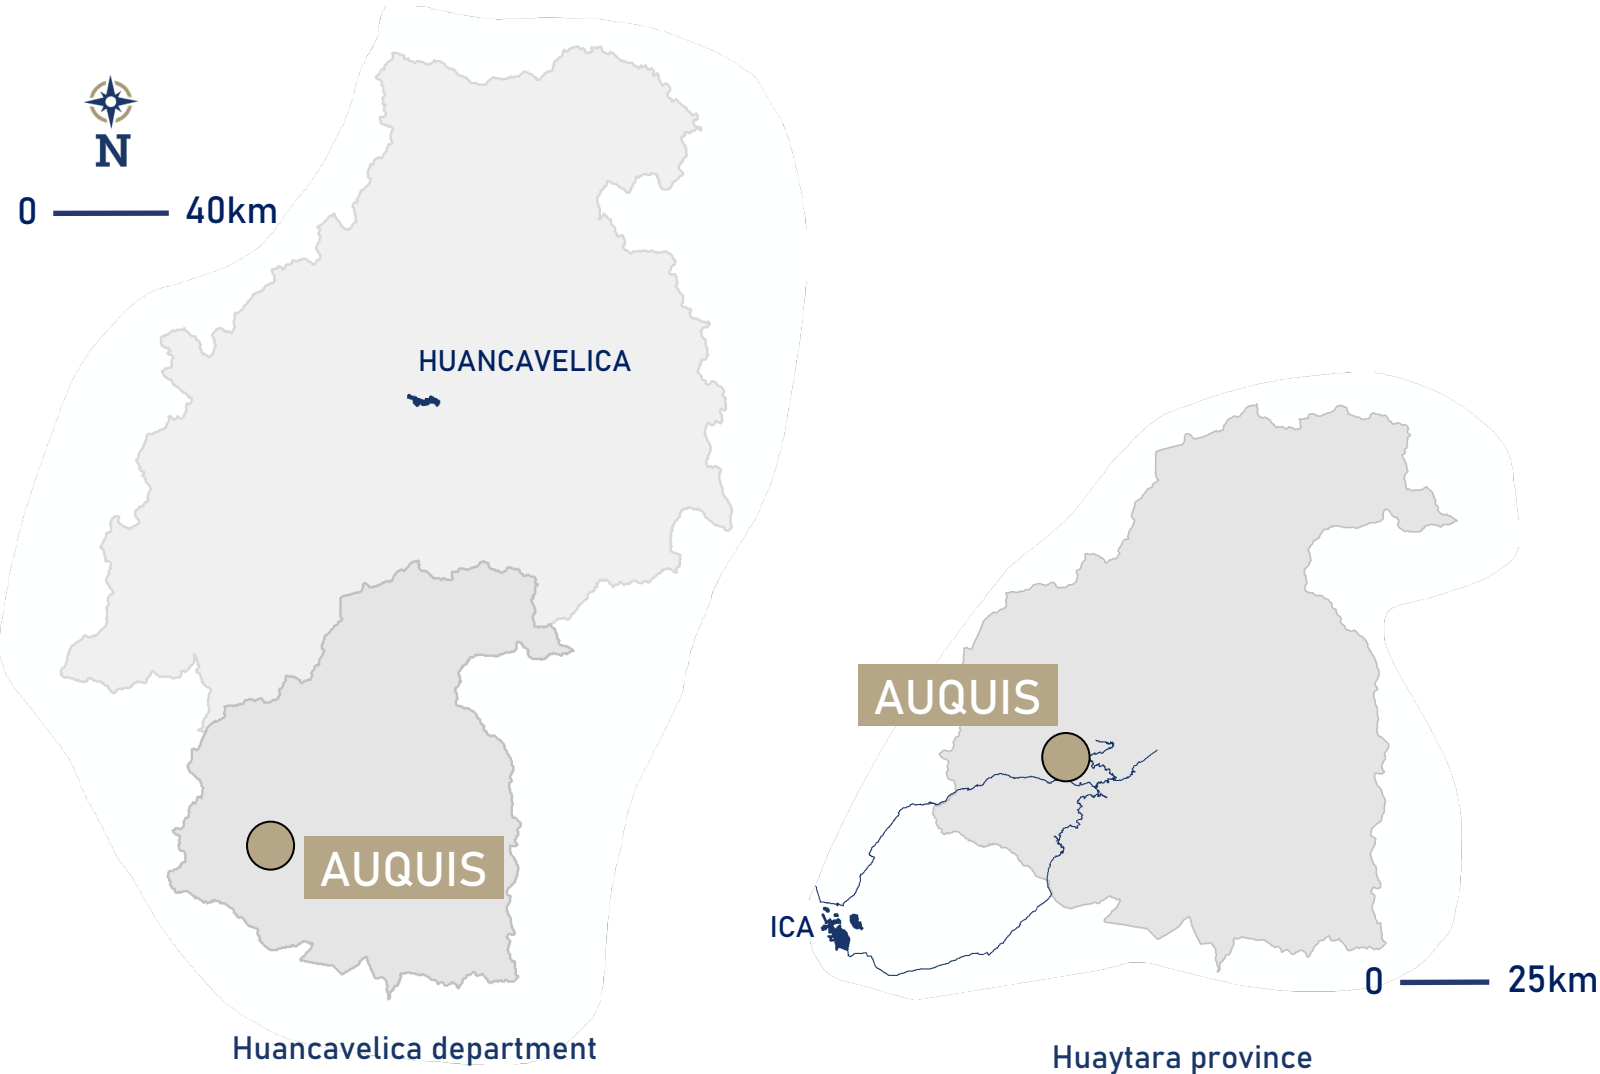 N
0 40km
HUANCAVELICA
AUQUIS
Huancavelica department
AUQUIS
ICA
0 25km
Huaytara province